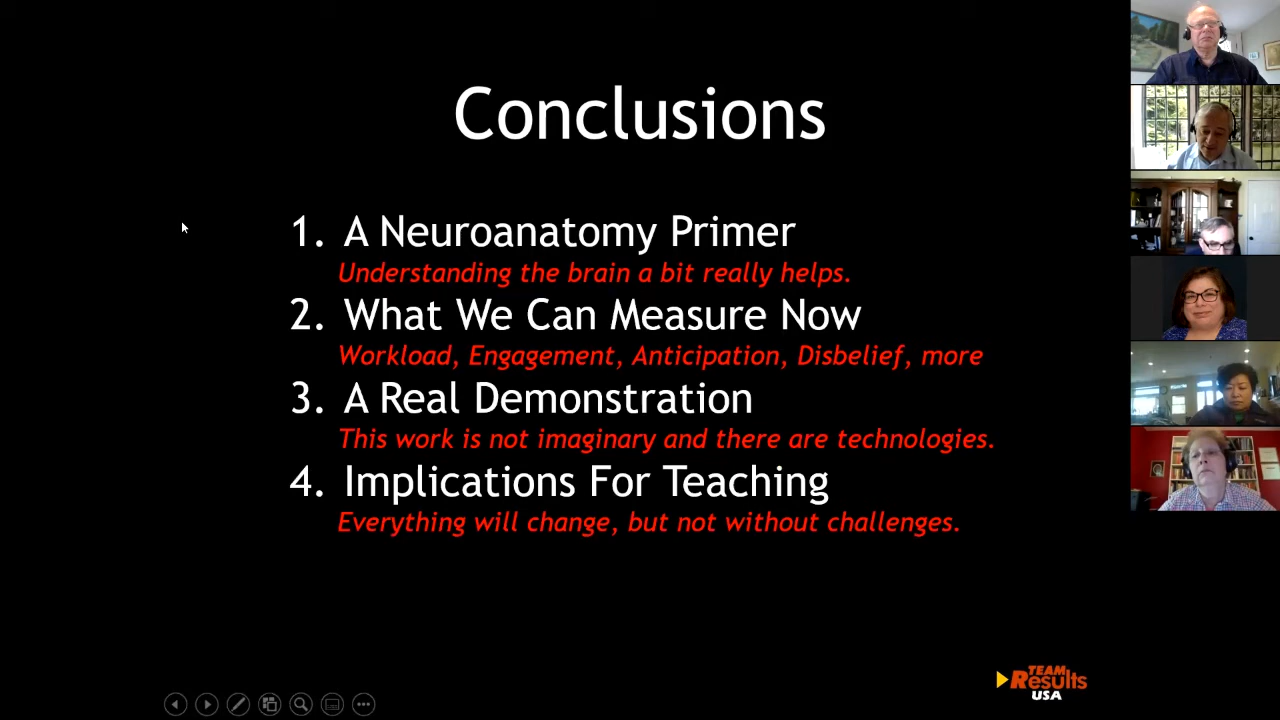 Conclusions
1. A Neuroanatomy Primer
Understanding the brain a bit really helps.
2. What We Can Measure Now
Workload, Engagement, Anticipation, Disbelief, more
3. A Real Demonstration
This work is not imaginary and there are technologies.
4. Implications For Teaching
Everything will change, but not without challenges.
TEAM
Results
USA